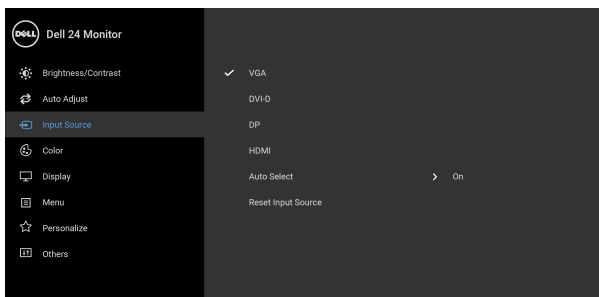 DELL Dell 24 Monitor
Brightness/Contrast
Auto Adjust
Input Source
Color
Display
Menu
Personalize
Others
VGA
DVI-D
DP
HDMI
Auto Select On
Reset Input Source